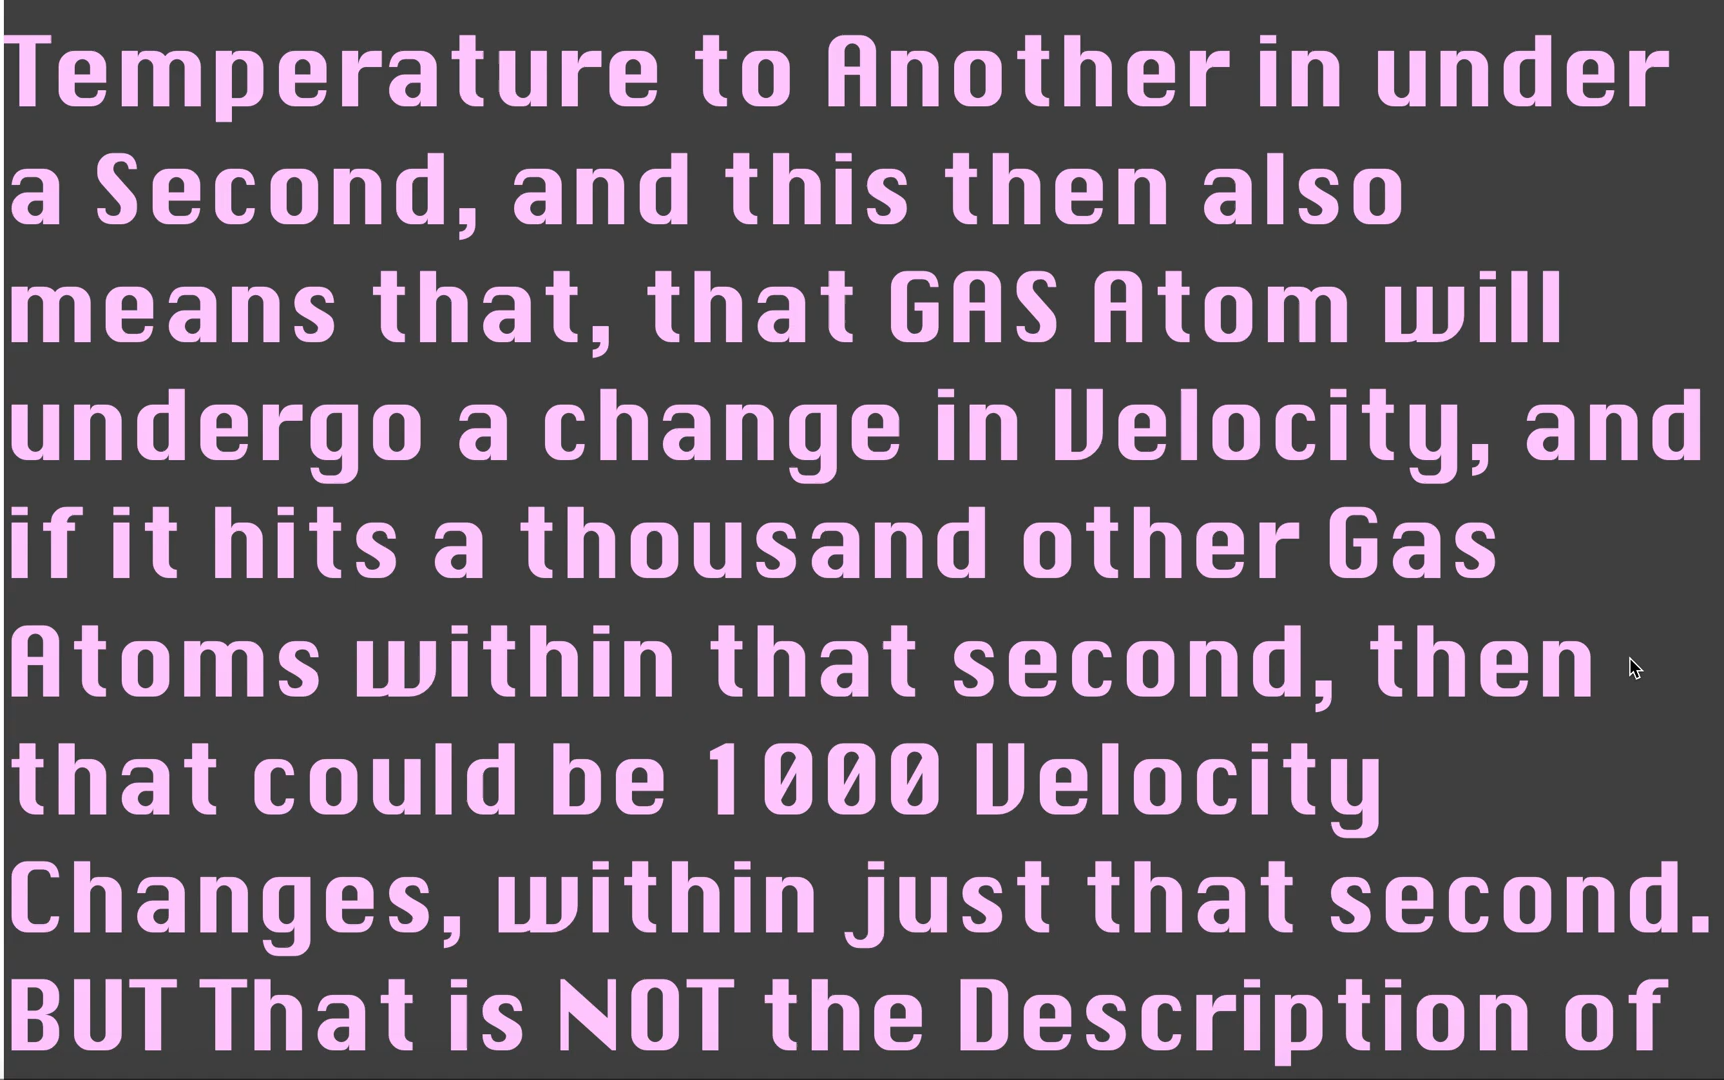 Temperature to Another in under
a Second, and this then also
means that, that GAS Atom will
undergo a change in Velocity, and
if it hits a thousand other Gas
Atoms within that second, then
that could be 1000 Velocity
Changes, within just that second.
BUT That is NOT the Description of